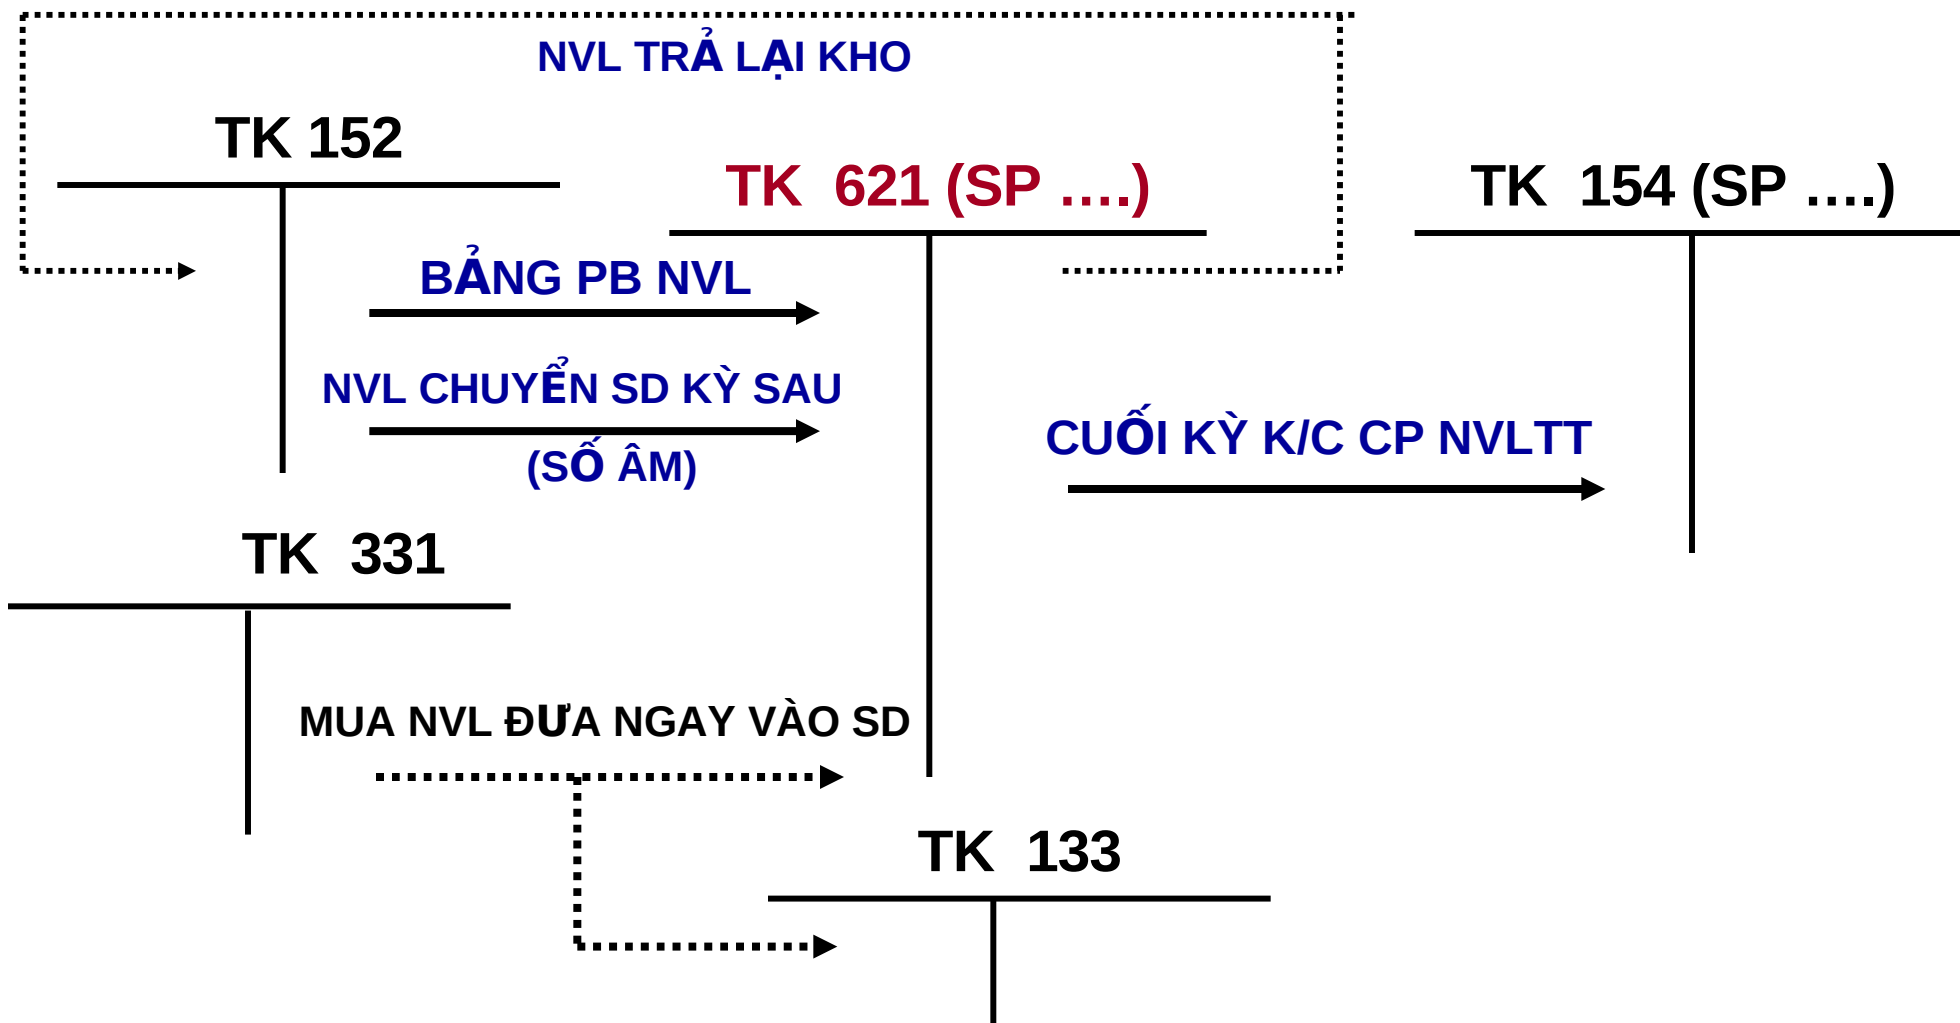 NVL TRẢ LẠI KHO
TK 152
TK 621 (SP ….)
TK 154 (SP ….)
BẢNG PB NVL
NVL CHUYỂN SD KỲ SAU
(SỐ ÂM)
CUỐI KỲ K/C CP NVLTT
TK 331
MUA NVL ĐƯA NGAY VÀO SD
TK 133